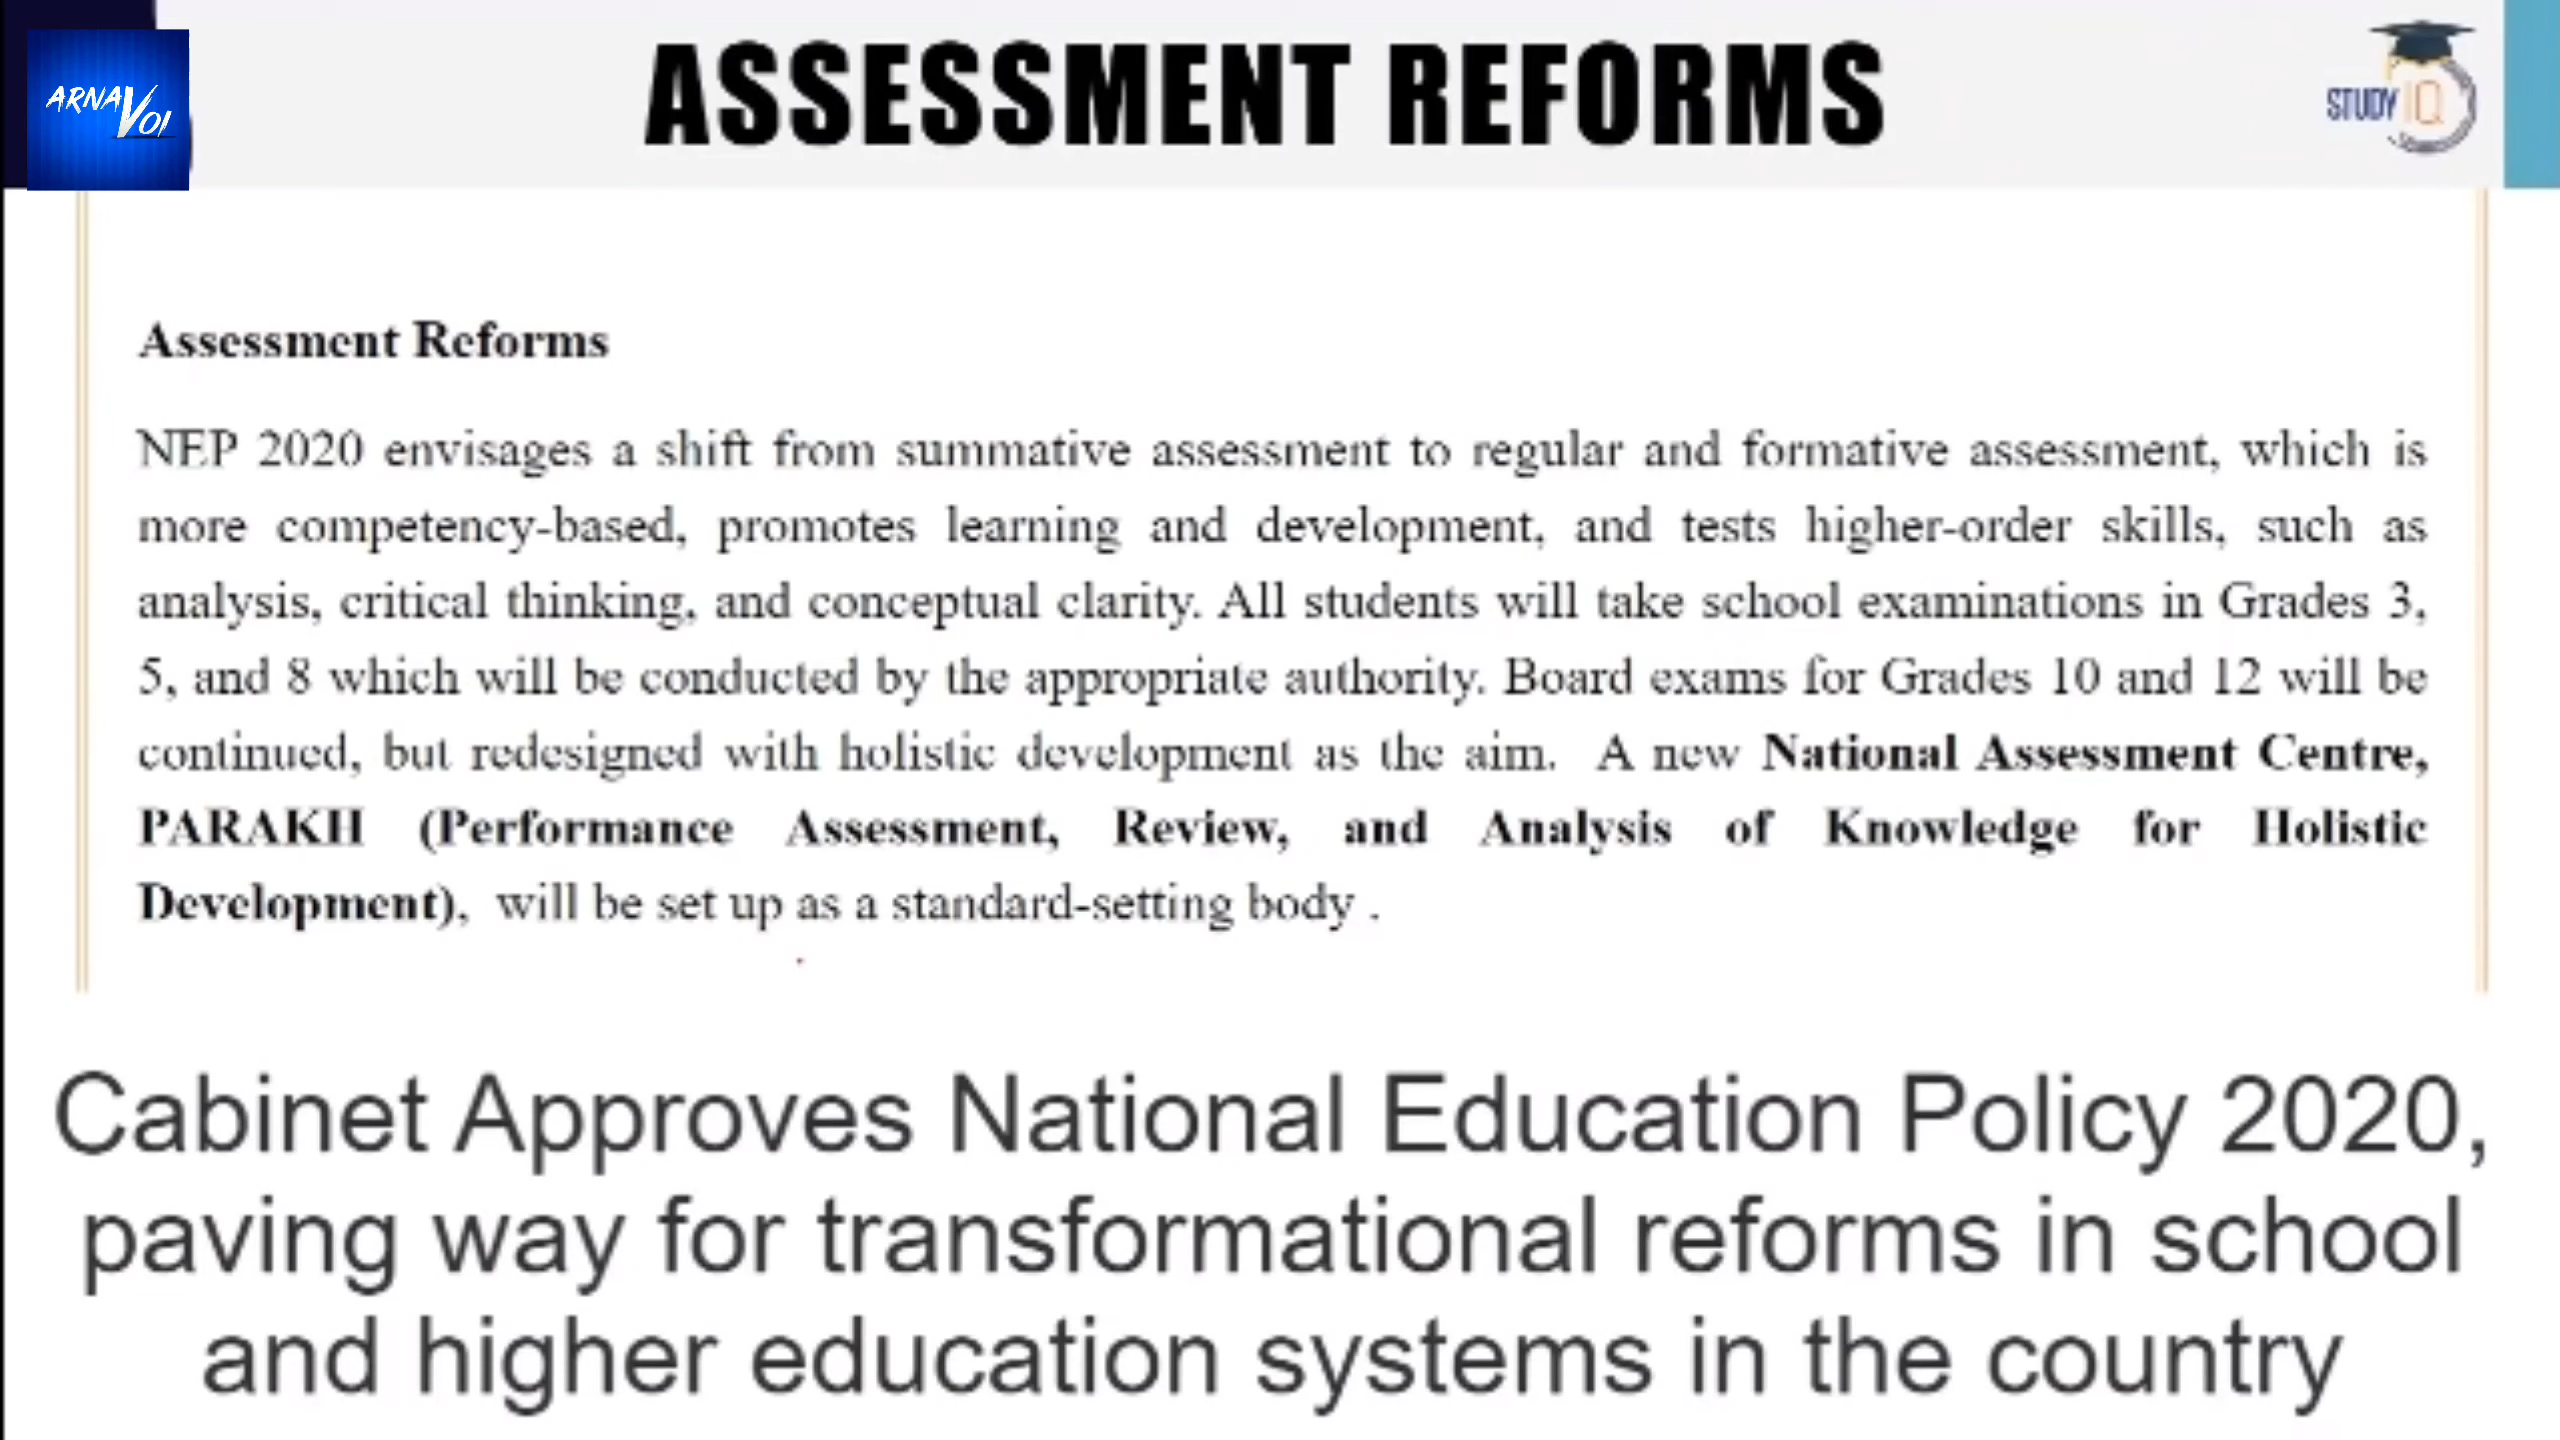 ASSESSMENT REFORMS
ARNA VOI
STUDY IQ
Assessment Reforms
NEP 2020 envisages a shift from summative assessment to regular and formative assessment, which is
more competency-based, promotes learning and development, and tests higher-order skills, such as
analysis, critical thinking, and conceptual clarity. All students will take school examinations in Grades 3,
5, and 8 which will be conducted by the appropriate authority. Board exams for Grades 10 and 12 will be
continued, but redesigned with holistic development as the aim. A new National Assessment Centre,
PARAKH (Performance Assessment, Review, and Analysis of Knowledge for Holistic
Development), will be set up as a standard-setting body .
Cabinet Approves National Education Policy 2020,
paving way for transformational reforms in school
and higher education systems in the country